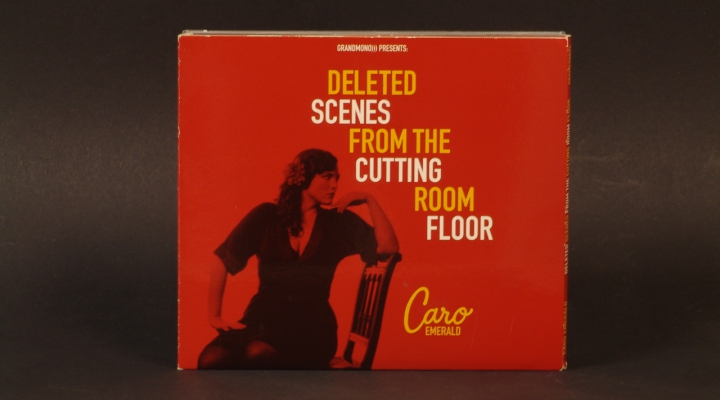 GRANDMONO))) PRESENTS:
DELETED
SCENES
FROM THE
CUTTING
ROOM
FLOOR
Caro
EMERALD